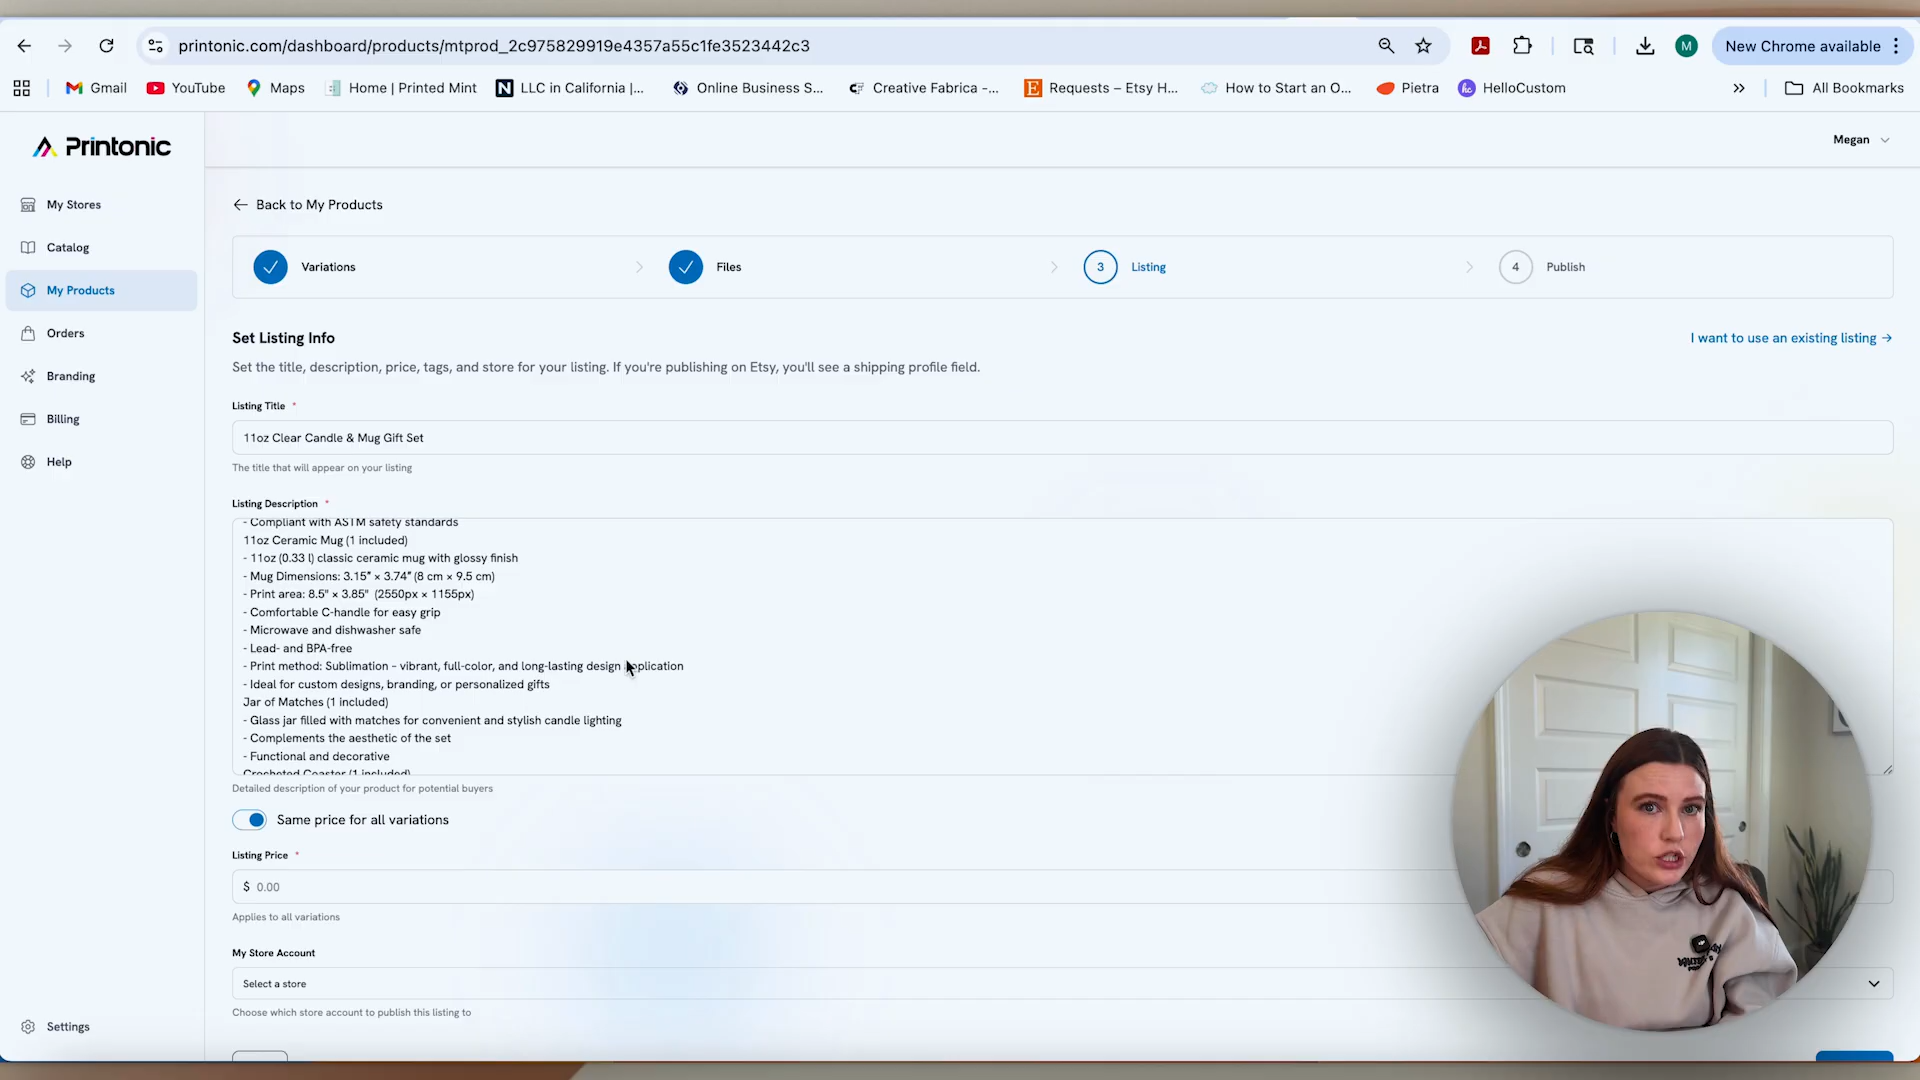 printonic.com/dashboard/products/mtprod_2c975829919e4357a55c1fe3523442c3
M
New Chrome available
Gmail
YouTube
Maps
Home | Printed Mint
LLC in California |...
Online Business S...
Creative Fabrica -...
Requests – Etsy H...
How to Start an O...
Pietra
HelloCustom
All Bookmarks
Printonic
Megan
My Stores
Catalog
My Products
Orders
Branding
Billing
Help
Settings
Back to My Products
Variations
Files
3 Listing
4 Publish
Set Listing Info
I want to use an existing listing →
Set the title, description, price, tags, and store for your listing. If you're publishing on Etsy, you'll see a shipping profile field.
Listing Title *
11oz Clear Candle & Mug Gift Set
The title that will appear on your listing
Listing Description *
- Compliant with ASTM safety standards
11oz Ceramic Mug (1 included)
- 11oz (0.33 l) classic ceramic mug with glossy finish
- Mug Dimensions: 3.15” × 3.74” (8 cm × 9.5 cm)
- Print area: 8.5" × 3.85" (2550px × 1155px)
- Comfortable C-handle for easy grip
- Microwave and dishwasher safe
- Lead- and BPA-free
- Print method: Sublimation – vibrant, full-color, and long-lasting design application
- Ideal for custom designs, branding, or personalized gifts
Jar of Matches (1 included)
- Glass jar filled with matches for convenient and stylish candle lighting
- Complements the aesthetic of the set
- Functional and decorative
Crocheted Coaster (1 included)
Detailed description of your product for potential buyers
Same price for all variations
Listing Price *
$ 0.00
Applies to all variations
My Store Account
Select a store
Choose which store account to publish this listing to